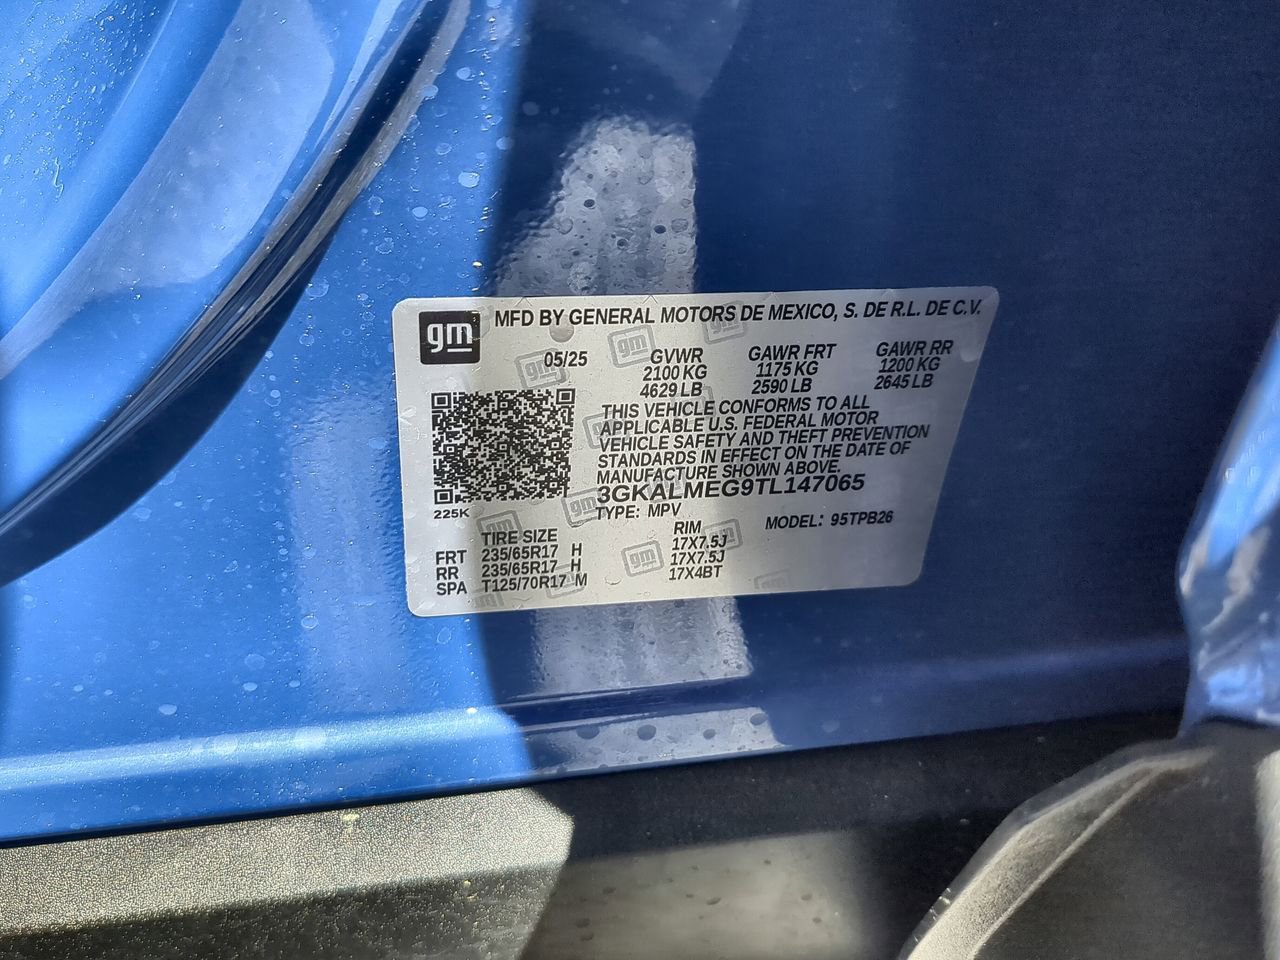 gm MFD BY GENERAL MOTORS DE MEXICO, S. DE R.L. DE C.V.
05/25 GVWR GAWR FRT GAWR RR
2100 KG 1175 KG 1200 KG
4629 LB 2590 LB 2645 LB
THIS VEHICLE CONFORMS TO ALL
APPLICABLE U.S. FEDERAL MOTOR
VEHICLE SAFETY AND THEFT PREVENTION
STANDARDS IN EFFECT ON THE DATE OF
MANUFACTURE SHOWN ABOVE.
3GKALMEG9TL147065
225K TYPE: MPV MODEL: 95TPB26
TIRE SIZE RIM
FRT 235/65R17 H 17X7.5J
RR 235/65R17 H 17X7.5J
SPA T125/70R17 M 17X4BT